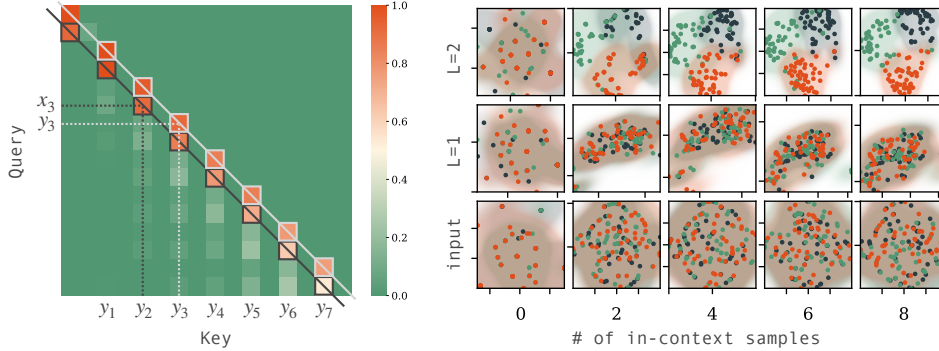 1.0
0.8
0.6
0.4
0.2
0.0
Query
x3
y3
y1 y2 y3 y4 y5 y6 y7
Key
L=2
L=1
input
0 2 4 6 8
# of in-context samples